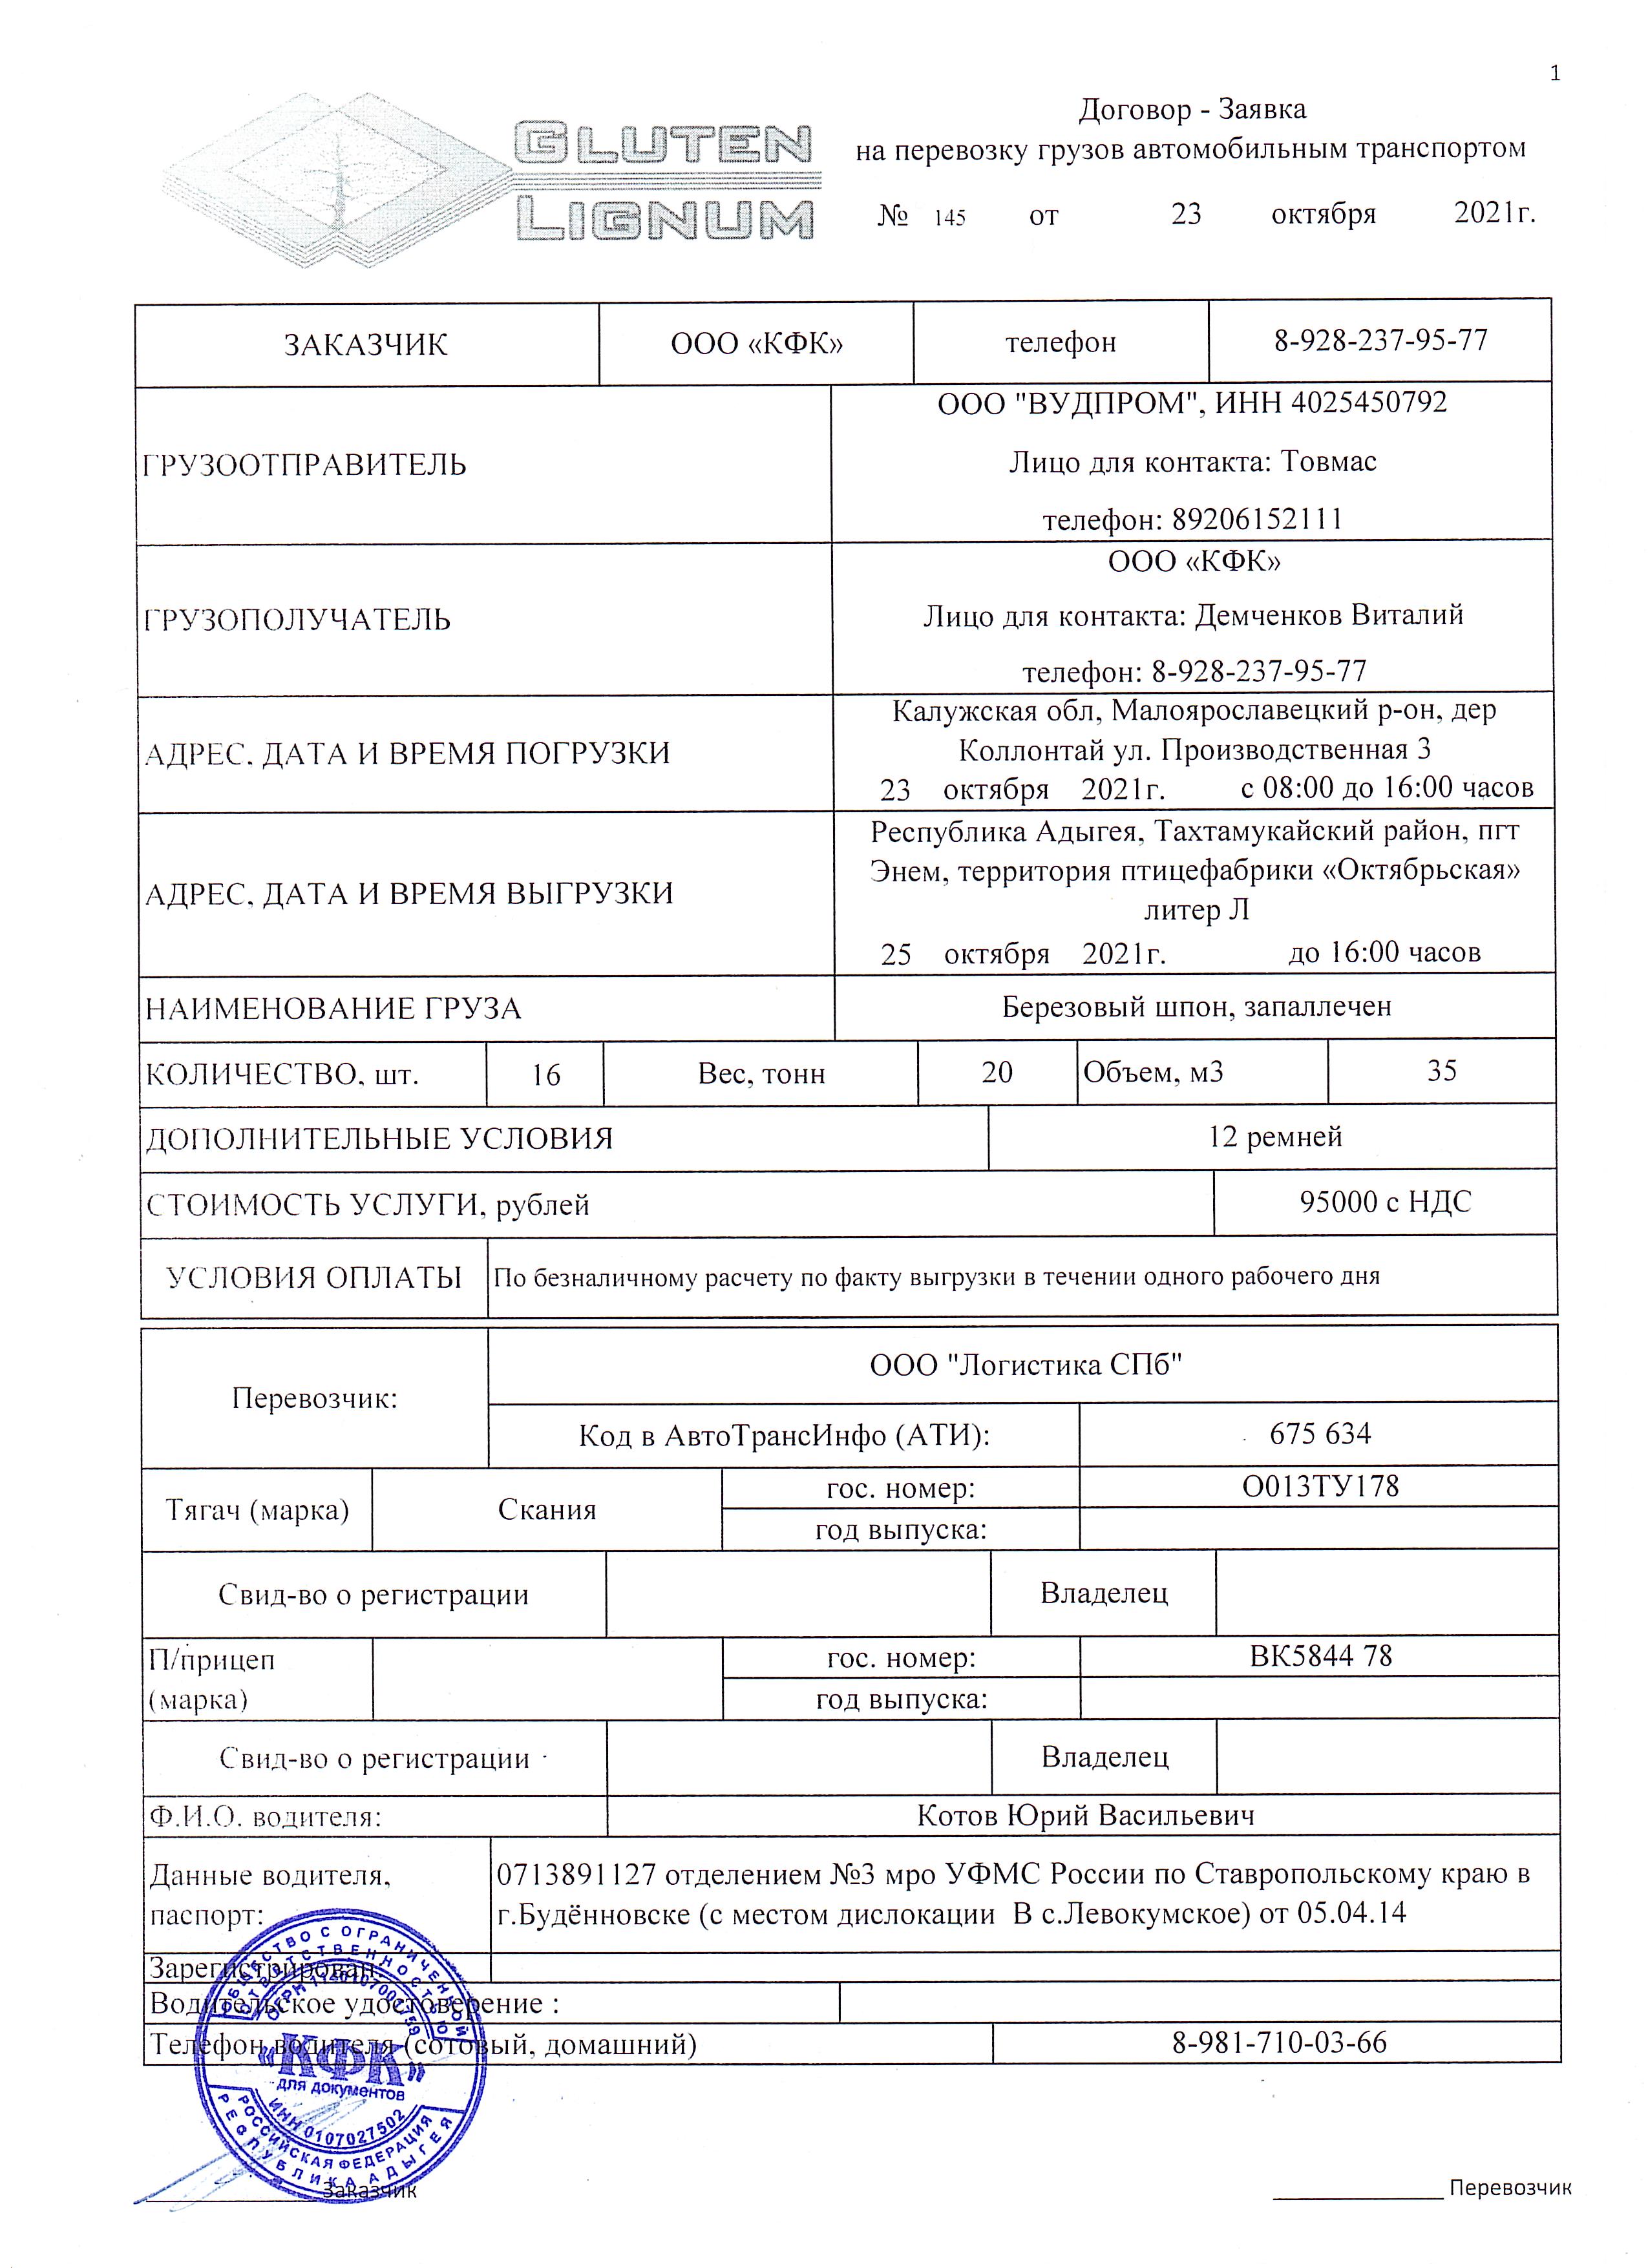 1
GLUTEN
LIGNUM
Договор - Заявка
на перевозку грузов автомобильным транспортом
№ 145 от 23 октября 2021г.
ЗАКАЗЧИК ООО «КФК» телефон 8-928-237-95-77
ГРУЗООТПРАВИТЕЛЬ
ООО "ВУДПРОМ", ИНН 4025450792
Лицо для контакта: Товмас
телефон: 89206152111
ГРУЗОПОЛУЧАТЕЛЬ
ООО «КФК»
Лицо для контакта: Демченков Виталий
телефон: 8-928-237-95-77
АДРЕС, ДАТА И ВРЕМЯ ПОГРУЗКИ
Калужская обл, Малоярославецкий р-он, дер
Коллонтай ул. Производственная 3
23 октября 2021г. с 08:00 до 16:00 часов
АДРЕС, ДАТА И ВРЕМЯ ВЫГРУЗКИ
Республика Адыгея, Тахтамукайский район, пгт
Энем, территория птицефабрики «Октябрьская»
литер Л
25 октября 2021г. до 16:00 часов
НАИМЕНОВАНИЕ ГРУЗА Березовый шпон, запаллечен
КОЛИЧЕСТВО, шт. 16 Вес, тонн 20 Объем, м3 35
ДОПОЛНИТЕЛЬНЫЕ УСЛОВИЯ 12 ремней
СТОИМОСТЬ УСЛУГИ, рублей 95000 с НДС
УСЛОВИЯ ОПЛАТЫ По безналичному расчету по факту выгрузки в течении одного рабочего дня
Перевозчик:
ООО "Логистика СПб"
Код в АвтоТрансИнфо (АТИ): 675 634
Тягач (марка) Скания
гос. номер: О013ТУ178
год выпуска:
Свид-во о регистрации Владелец
П/прицеп
(марка)
гос. номер: ВК5844 78
год выпуска:
Свид-во о регистрации Владелец
Ф.И.О. водителя: Котов Юрий Васильевич
Данные водителя,
паспорт:
0713891127 отделением №3 мро УФМС России по Ставропольскому краю в
г.Будённовске (с местом дислокации В с.Левокумское) от 05.04.14
Зарегистрирован:
Водительское удостоверение :
Телефон водителя (сотовый, домашний) 8-981-710-03-66
ОБЩЕСТВО С ОГРАНИЧЕННОЙ
ОТВЕТСТВЕННОСТЬЮ
ОГРН
«КФК»
для документов
ИНН 0107027502
РОССИЙСКАЯ ФЕДЕРАЦИЯ
РЕСПУБЛИКА АДЫГЕЯ
Заказчик
Перевозчик